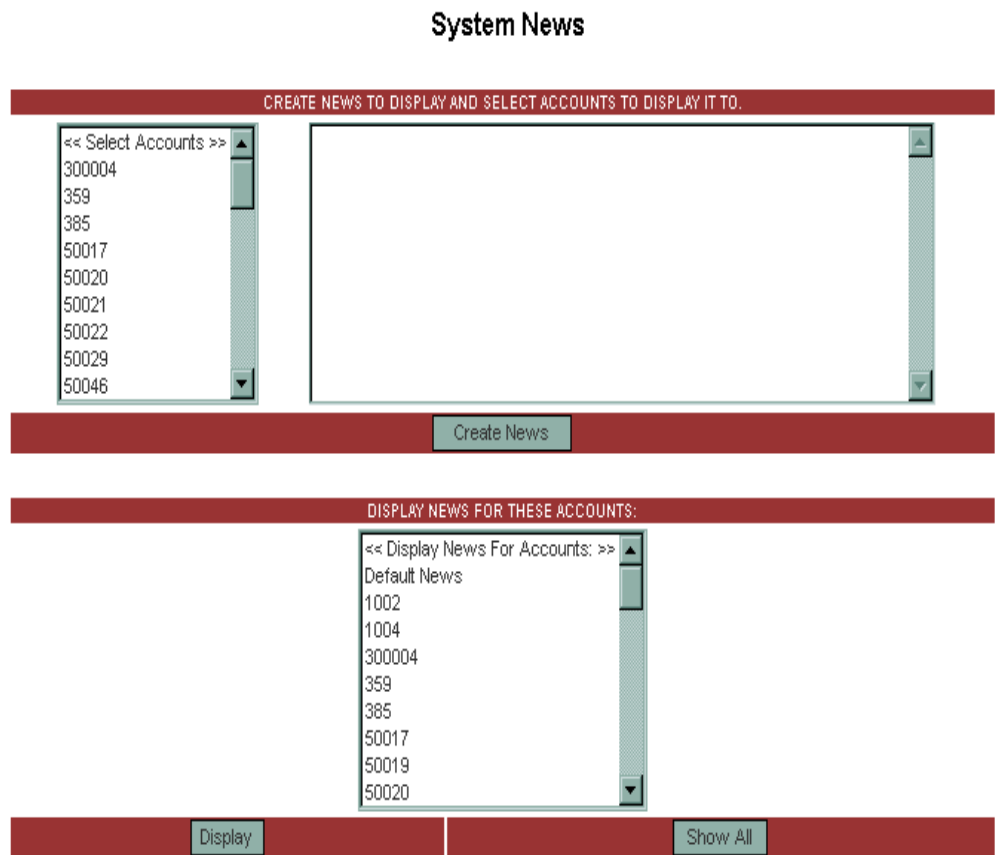 System News
CREATE NEWS TO DISPLAY AND SELECT ACCOUNTS TO DISPLAY IT TO.
<< Select Accounts >>
300004
359
385
50017
50020
50021
50022
50029
50046
Create News
DISPLAY NEWS FOR THESE ACCOUNTS:
<< Display News For Accounts: >>
Default News
1002
1004
300004
359
385
50017
50019
50020
Display
Show All